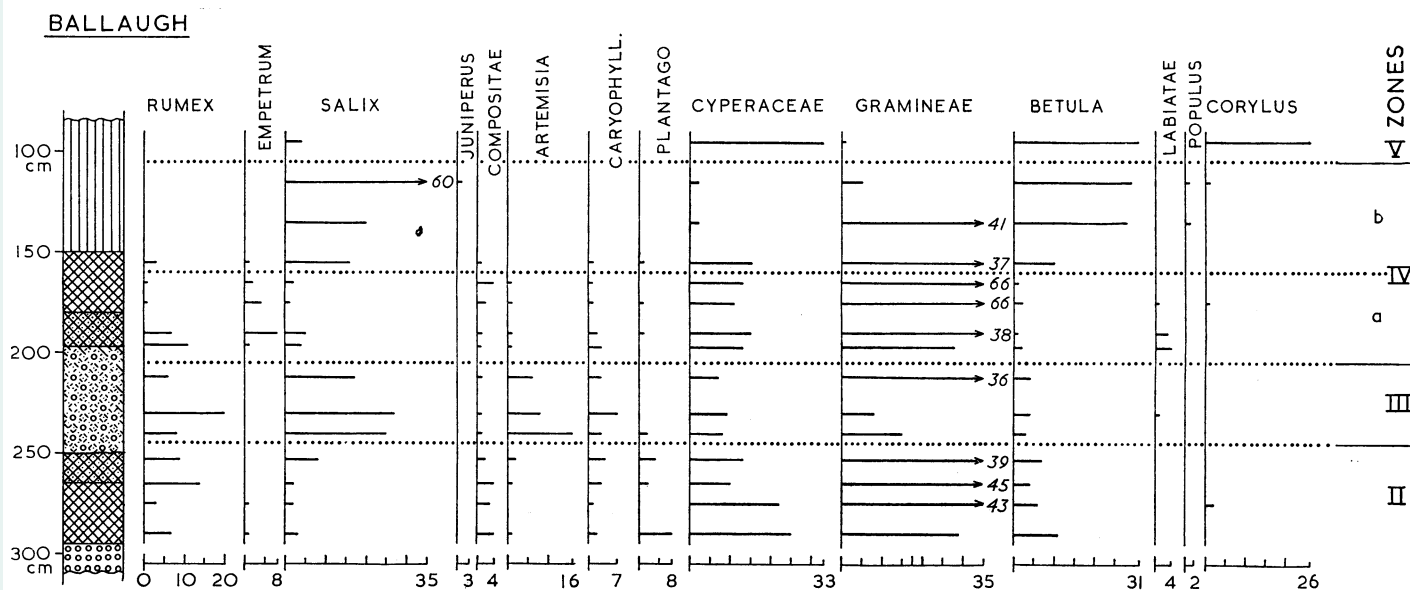 BALLAUGH
RUMEX
EMPETRUM
SALIX
JUNIPERUS
COMPOSITAE
ARTEMISIA
CARYOPHYLL.
PLANTAGO
CYPERACEAE
GRAMINEAE
BETULA
LABIATAE
POPULUS
CORYLUS
ZONES
100
cm
V
60
41
b
150
37
IV
66
66
a
38
200
36
III
250
39
45
II
43
300
cm
0 10 20 8 35 3 4 16 7 8 33 35 31 4 2 26